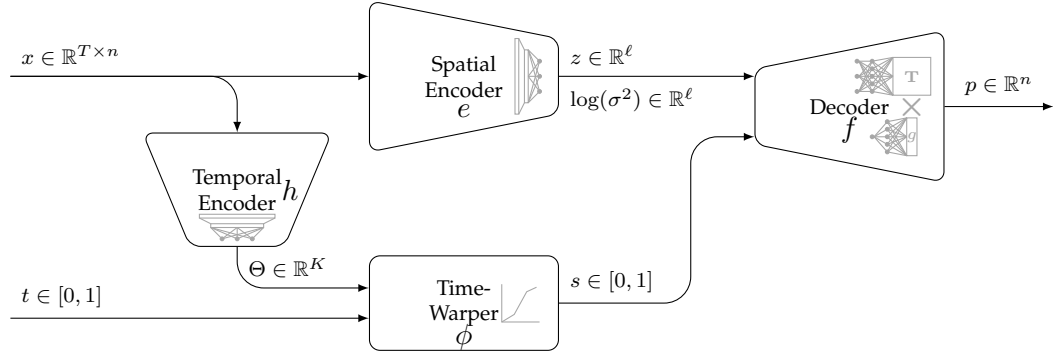 x ∈ ℝ^{T×n}
Spatial
Encoder
e
z ∈ ℝ^ℓ
log(σ²) ∈ ℝ^ℓ
T
Decoder ×
f
g
p ∈ ℝ^n
Temporal
Encoder h
Θ ∈ ℝ^K
t ∈ [0, 1]
Time-
Warper
ϕ
s ∈ [0, 1]